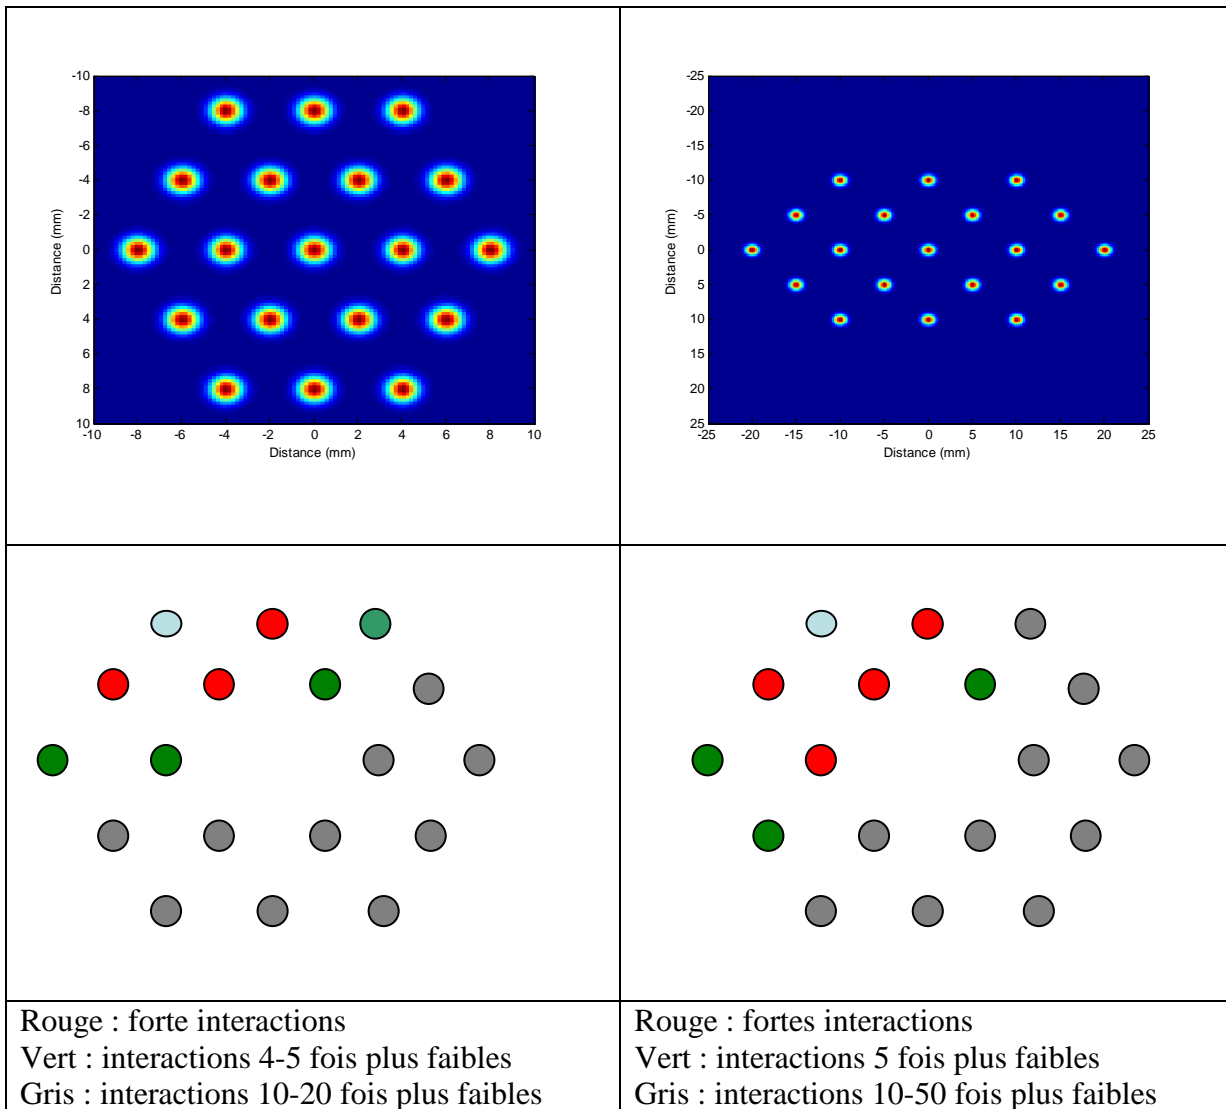 -10
-8
-6
-4
-2
0
2
4
6
8
10
-10 -8 -6 -4 -2 0 2 4 6 8 10
Distance (mm)
Distance (mm)
-25
-20
-15
-10
-5
0
5
10
15
20
25
-25 -20 -15 -10 -5 0 5 10 15 20 25
Distance (mm)
Distance (mm)
Rouge : forte interactions
Vert : interactions 4-5 fois plus faibles
Gris : interactions 10-20 fois plus faibles
Rouge : fortes interactions
Vert : interactions 5 fois plus faibles
Gris : interactions 10-50 fois plus faibles